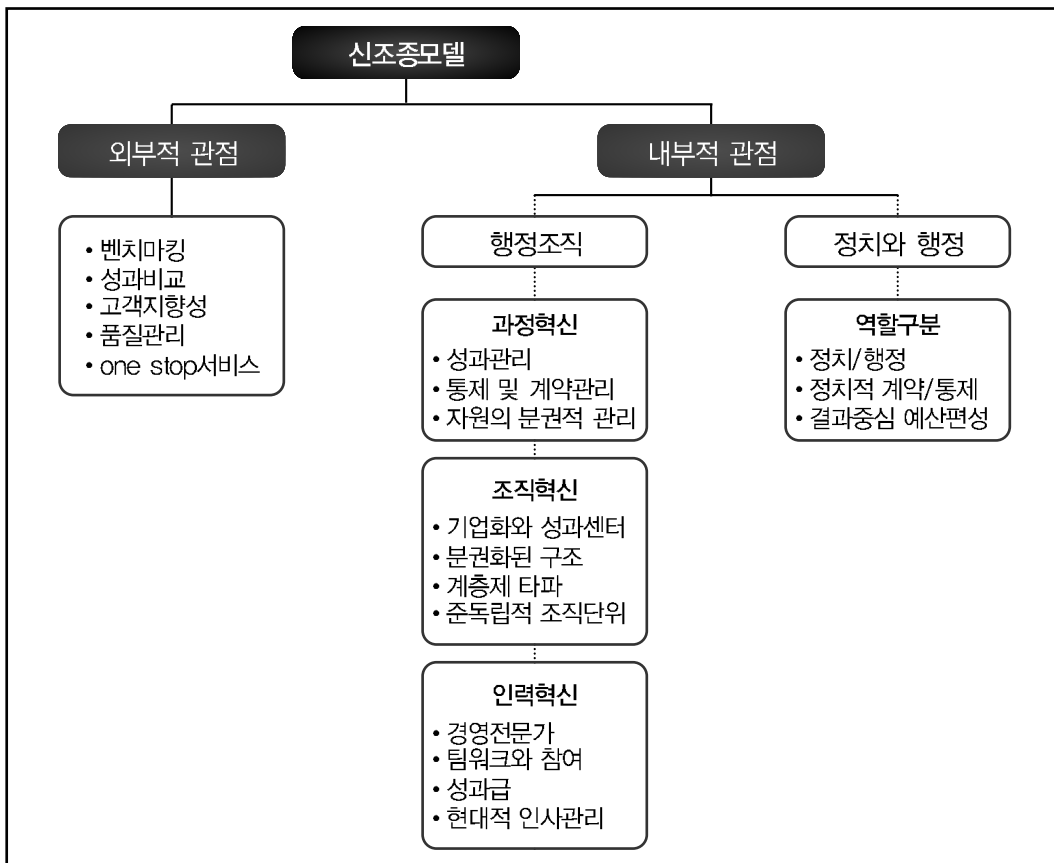 신조종모델
외부적 관점
내부적 관점
• 벤치마킹
• 성과비교
• 고객지향성
• 품질관리
• one stop서비스
행정조직
정치와 행정
과정혁신
• 성과관리
• 통제 및 계약관리
• 자원의 분권적 관리
역할구분
• 정치/행정
• 정치적 계약/통제
• 결과중심 예산편성
조직혁신
• 기업화와 성과센터
• 분권화된 구조
• 계층제 타파
• 준독립적 조직단위
인력혁신
• 경영전문가
• 팀워크와 참여
• 성과급
• 현대적 인사관리